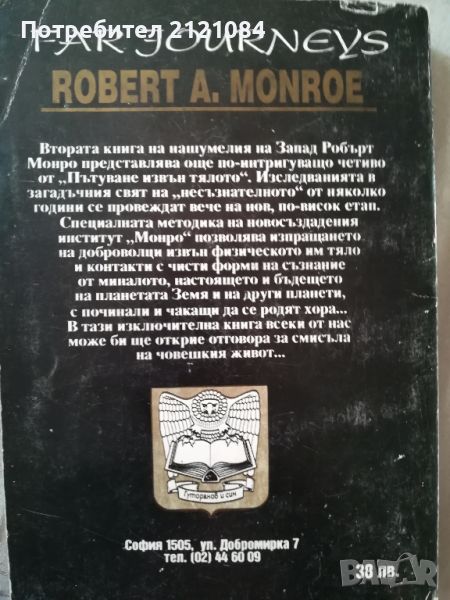 Потребител 2121084
FAR JOURNEYS
ROBERT A. MONROE
Втората книга на нашумелия на Запад Робърт
Монро представлява още по-интригуващо четиво
от „Пътуване извън тялото“. Изследванията в
загадъчния свят на „несъзнателното“ от няколко
години се провеждат вече на нов, по-висок етап.
Специалната методика на новосъздадения
институт „Монро“ позволява изпращането
на доброволци извън физическото им тяло
и контакти с чисти форми на съзнание
от миналото, настоящето и бъдещето
на планетата Земя и на други планети,
с починали и чакащи да се родят хора...
В тази изключителна книга всеки от нас
може би ще открие отговора за смисъла
на човешкия живот...
Гуторанов и син
София 1505, ул. Добромирка 7
тел. (02) 44 60 09
38 лв.
BAZAR